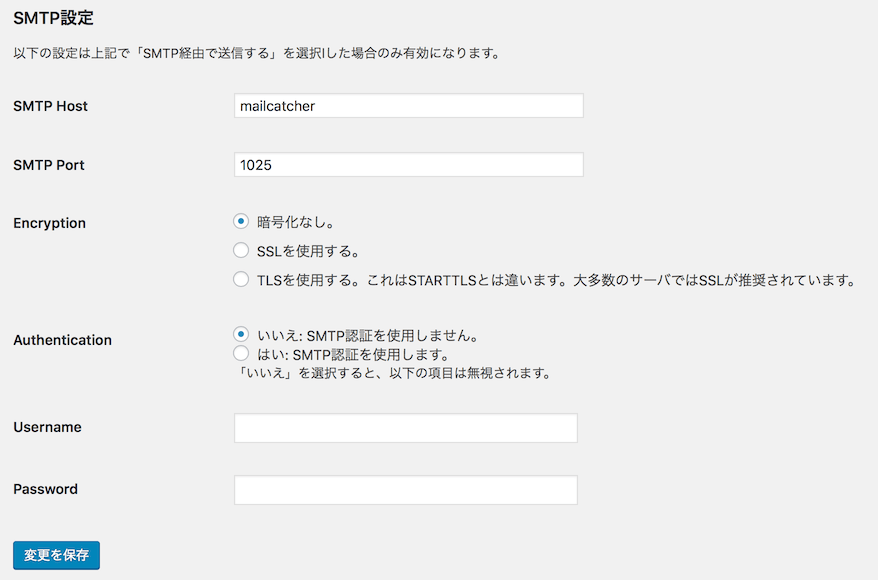 SMTP設定
以下の設定は上記で「SMTP経由で送信する」を選択lした場合のみ有効になります。
SMTP Host
mailcatcher
SMTP Port
1025
Encryption
暗号化なし。
SSLを使用する。
TLSを使用する。これはSTARTTLSとは違います。大多数のサーバではSSLが推奨されています。
Authentication
いいえ: SMTP認証を使用しません。
はい: SMTP認証を使用します。
「いいえ」を選択すると、以下の項目は無視されます。
Username
Password
変更を保存